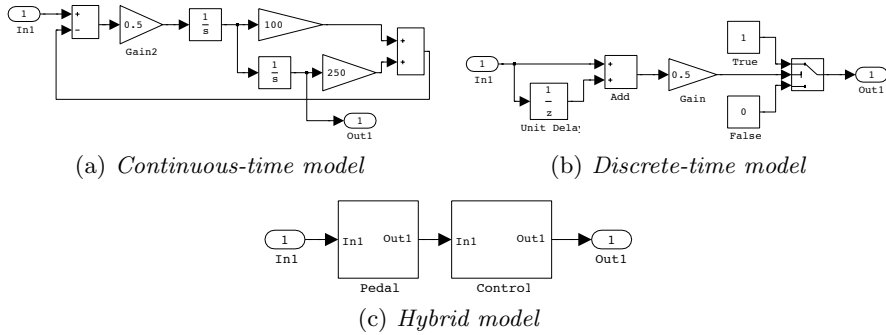 1
In1
+
−
0.5
Gain2
1
s
100
1
s
250
+
+
1
Out1
(a) Continuous-time model
1
In1
1
z
Unit Delay
+
+
Add
0.5
Gain
1
True
0
False
1
Out1
(b) Discrete-time model
1
In1
In1 Out1
Pedal
In1 Out1
Control
1
Out1
(c) Hybrid model